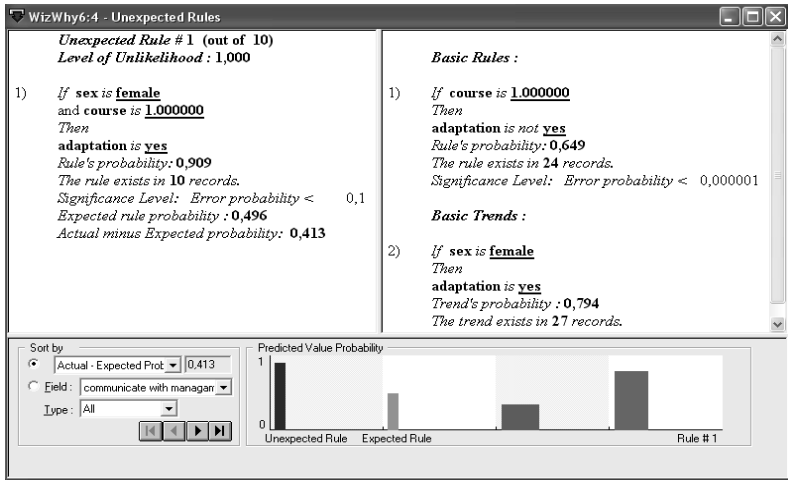 WizWhy6:4 - Unexpected Rules
Unexpected Rule # 1 (out of 10)
Level of Unlikelihood : 1,000
1) If sex is female
and course is 1.000000
Then
adaptation is yes
Rule's probability: 0,909
The rule exists in 10 records.
Significance Level: Error probability < 0,1
Expected rule probability : 0,496
Actual minus Expected probability: 0,413
Basic Rules :
1) If course is 1.000000
Then
adaptation is not yes
Rule's probability: 0,649
The rule exists in 24 records.
Significance Level: Error probability < 0,000001
Basic Trends :
2) If sex is female
Then
adaptation is yes
Trend's probability : 0,794
The trend exists in 27 records.
Sort by
Actual - Expected Prob 0,413
Field : communicate with managam
Type : All
Predicted Value Probability
1
0
Unexpected Rule Expected Rule Rule # 1